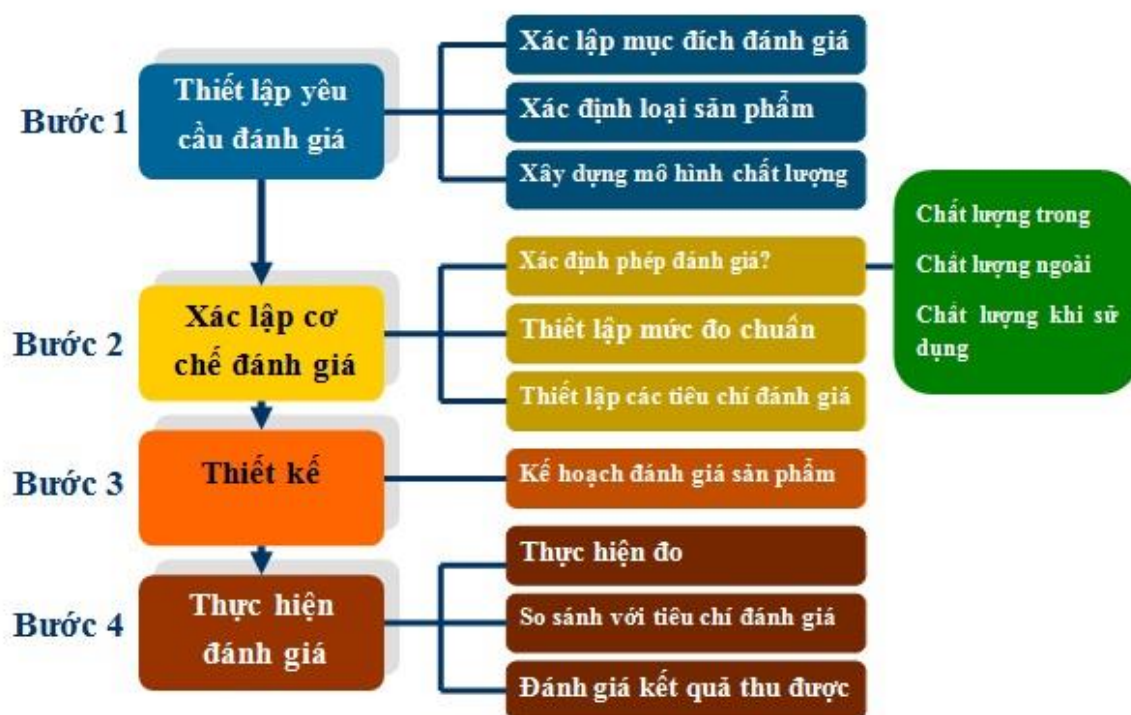 Bước 1
Thiết lập yêu
cầu đánh giá
Xác lập mục đích đánh giá
Xác định loại sản phẩm
Xây dựng mô hình chất lượng
Bước 2
Xác lập cơ
chế đánh giá
Xác định phép đánh giá?
Thiêt lập mức đo chuẩn
Thiết lập các tiêu chí đánh giá
Chất lượng trong
Chất lượng ngoài
Chất lượng khi sử
dụng
Bước 3
Thiết kế
Kế hoạch đánh giá sản phẩm
Bước 4
Thực hiện
đánh giá
Thực hiện đo
So sánh với tiêu chí đánh giá
Đánh giá kết quả thu được